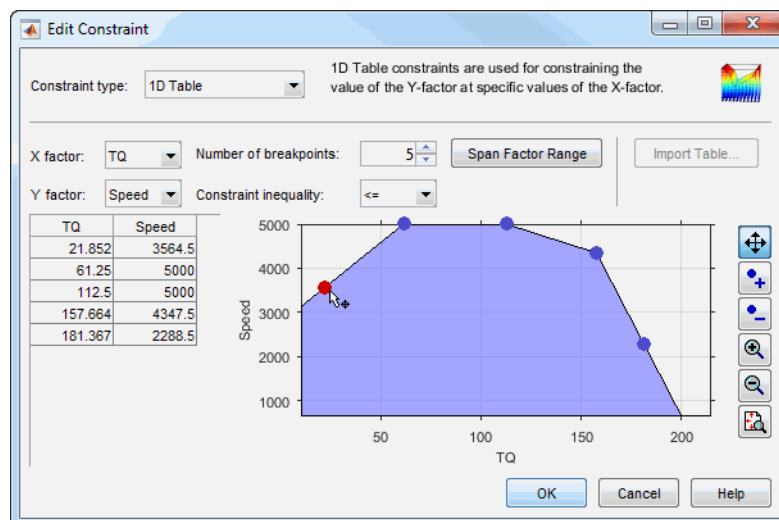 Edit Constraint
Constraint type: 1D Table
1D Table constraints are used for constraining the
value of the Y-factor at specific values of the X-factor.
X factor: TQ Number of breakpoints: 5 Span Factor Range Import Table...
Y factor: Speed Constraint inequality: <=
TQ Speed
21.852 3564.5
61.25 5000
112.5 5000
157.664 4347.5
181.367 2288.5
5000
4000
3000
2000
1000
Speed
50 100 150 200
TQ
OK Cancel Help